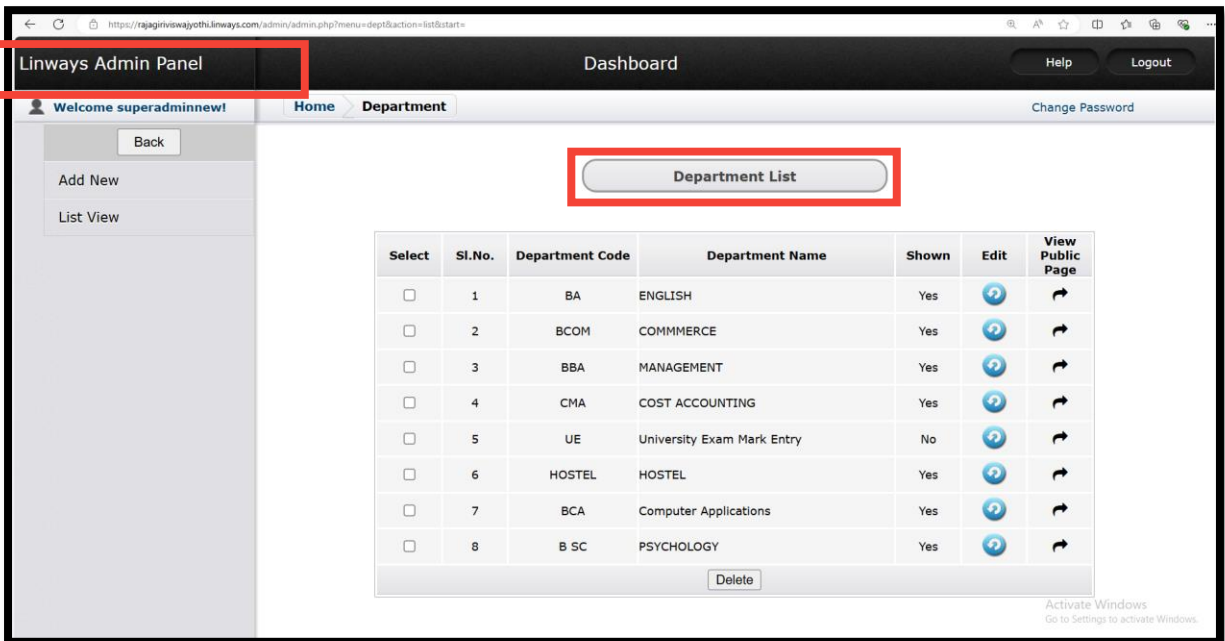 https://rajagiriviswajyothi.linways.com/admin/admin.php?menu=dept&action=list&start=
Linways Admin Panel Dashboard Help Logout
Welcome superadminnew! Home Department Change Password
Back
Add New
List View
Department List
Select Sl.No. Department Code Department Name Shown Edit View Public Page
1 BA ENGLISH Yes
2 BCOM COMMMERCE Yes
3 BBA MANAGEMENT Yes
4 CMA COST ACCOUNTING Yes
5 UE University Exam Mark Entry No
6 HOSTEL HOSTEL Yes
7 BCA Computer Applications Yes
8 B SC PSYCHOLOGY Yes
Delete
Activate Windows
Go to Settings to activate Windows.